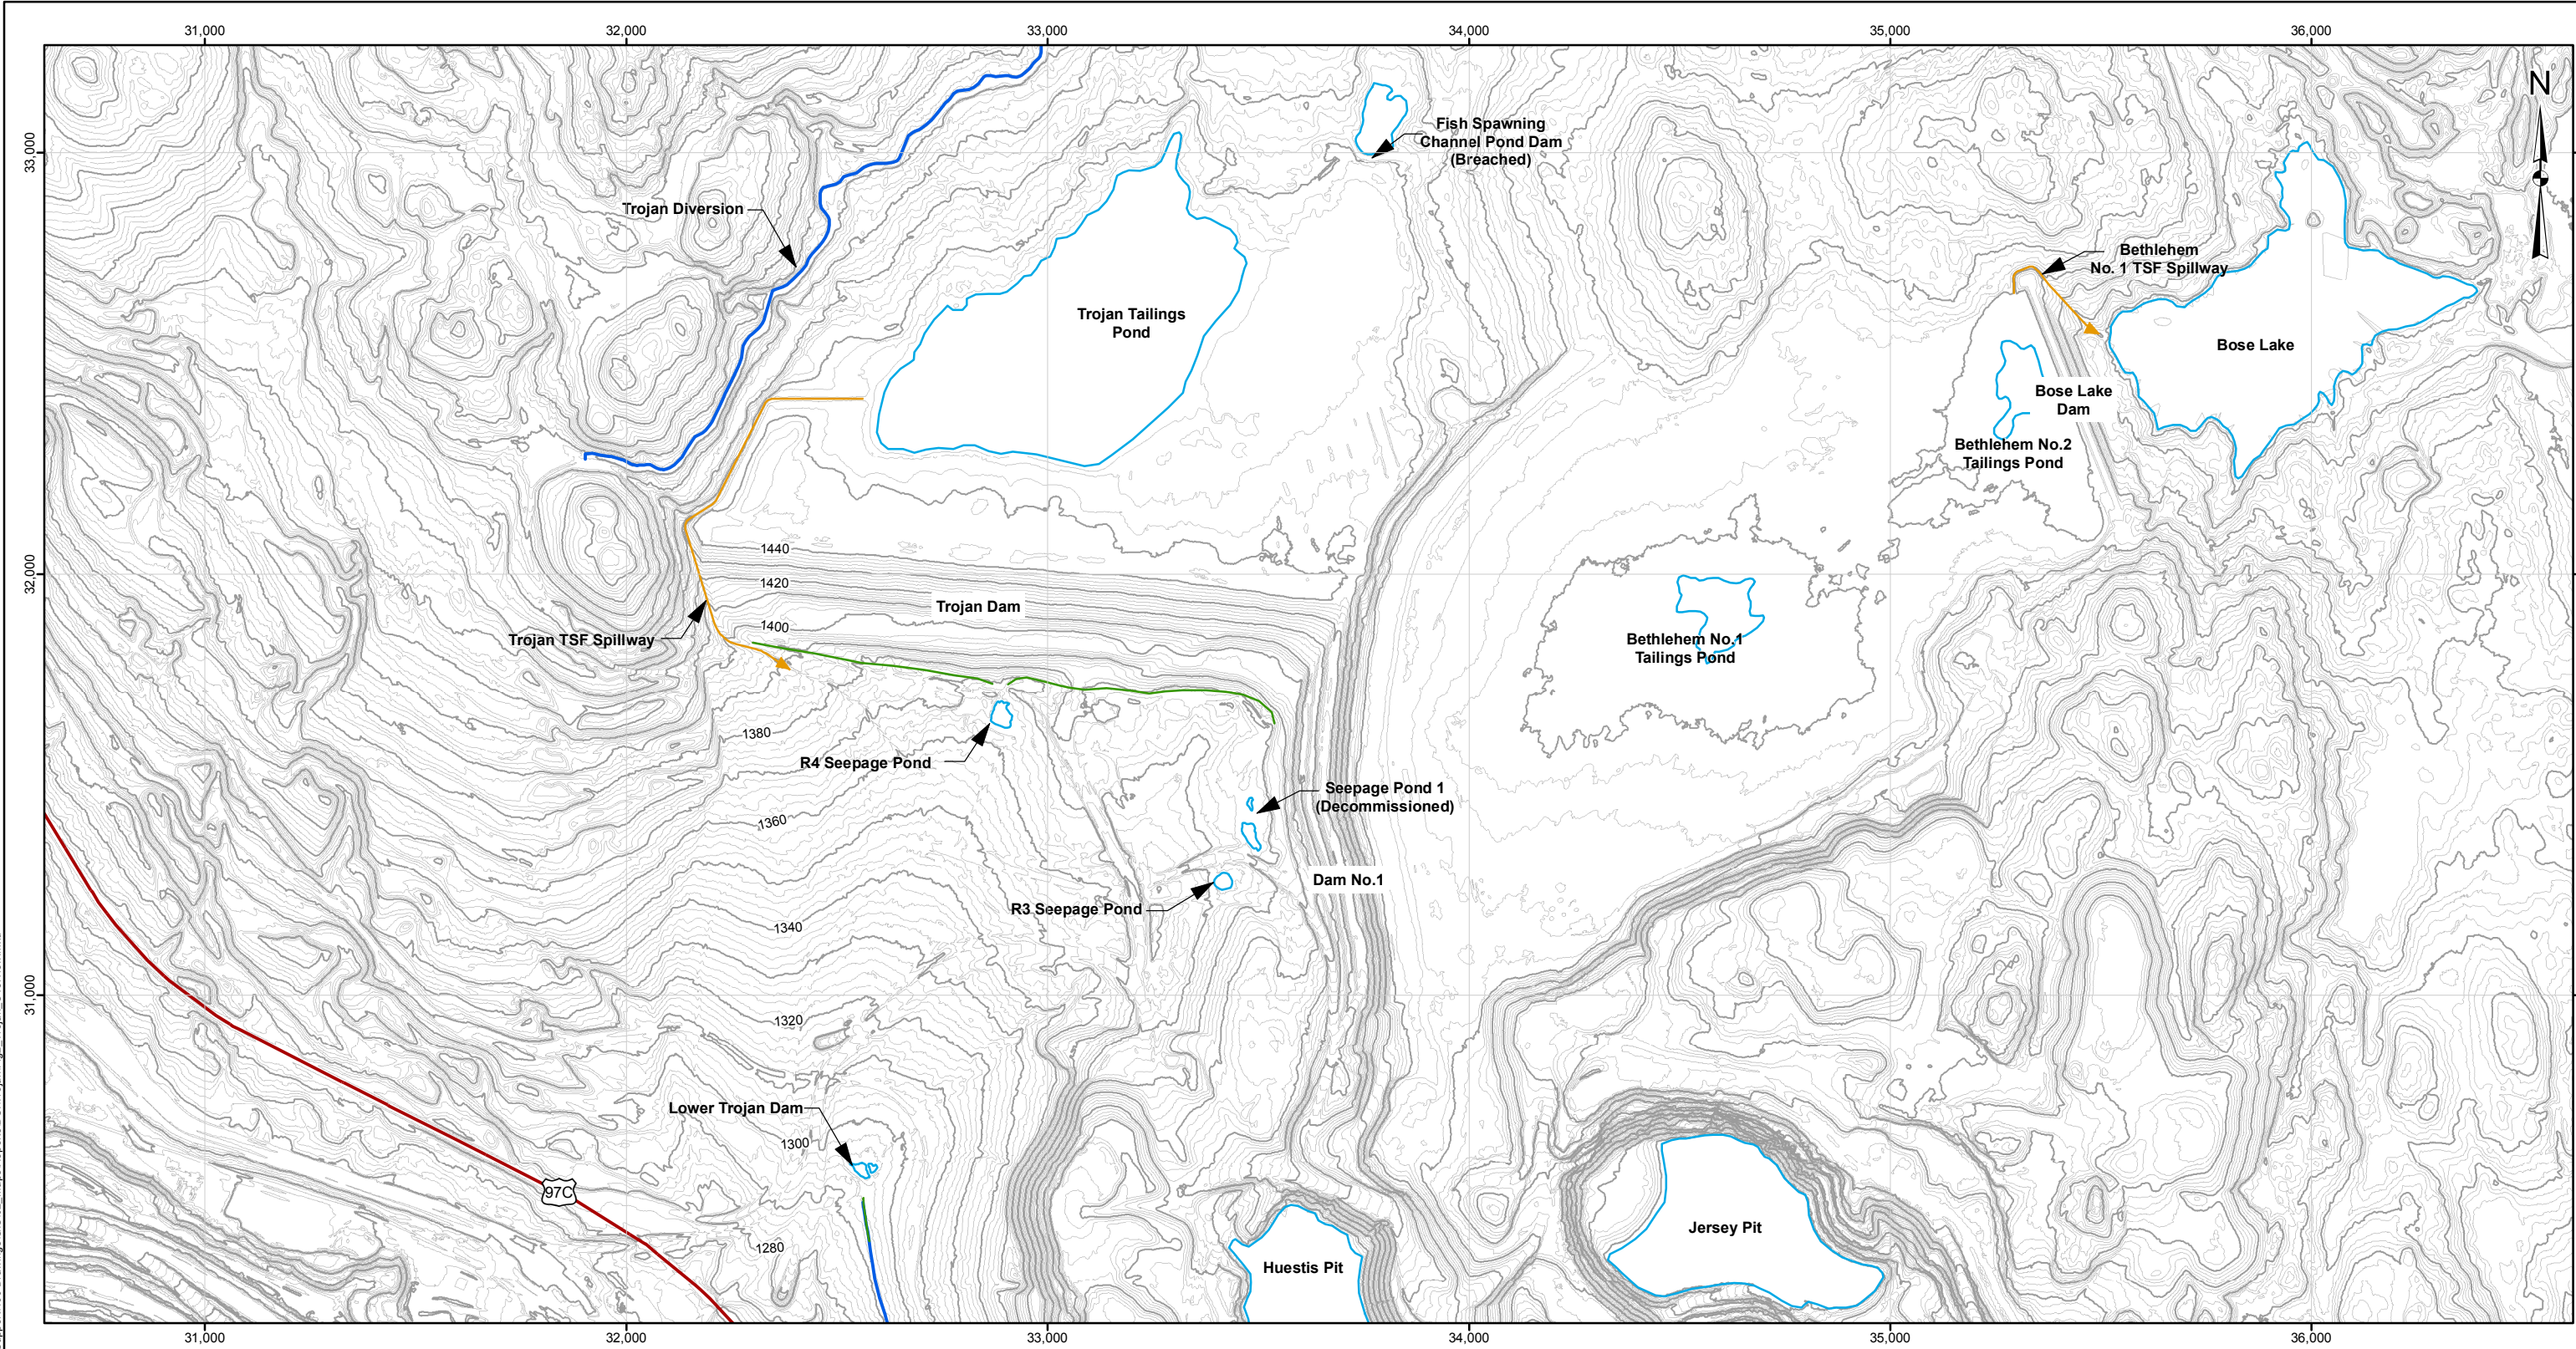 31,000
32,000
33,000
34,000
35,000
36,000
N
33,000
Fish Spawning
Channel Pond Dam
(Breached)
Trojan Diversion
Bethlehem
No. 1 TSF Spillway
Trojan Tailings
Pond
Bose Lake
Bose Lake
Dam
Bethlehem No.2
Tailings Pond
32,000
1440
1420
Trojan Dam
1400
Trojan TSF Spillway
Bethlehem No.1
Tailings Pond
1380
R4 Seepage Pond
Seepage Pond 1
(Decommissioned)
1360
Dam No.1
R3 Seepage Pond
1340
31,000
1320
Lower Trojan Dam
1300
97C
1280
Jersey Pit
Huestis Pit
31,000
32,000
33,000
34,000
35,000
36,000